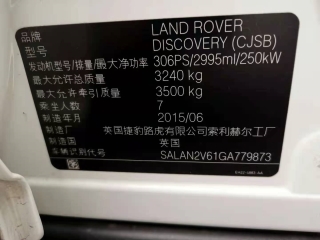 品牌 LAND ROVER
型号 DISCOVERY (CJSB)
发动机型号/排量/最大净功率 306PS/2995ml/250kW
最大允许总质量 3240 kg
最大允许牵引质量 3500 kg
乘坐人数 7
制造年月 2015/06
制造厂 英国捷豹路虎有限公司索利赫尔工厂
制造国 英国
车辆识别代号 SALAN2V61GA779873